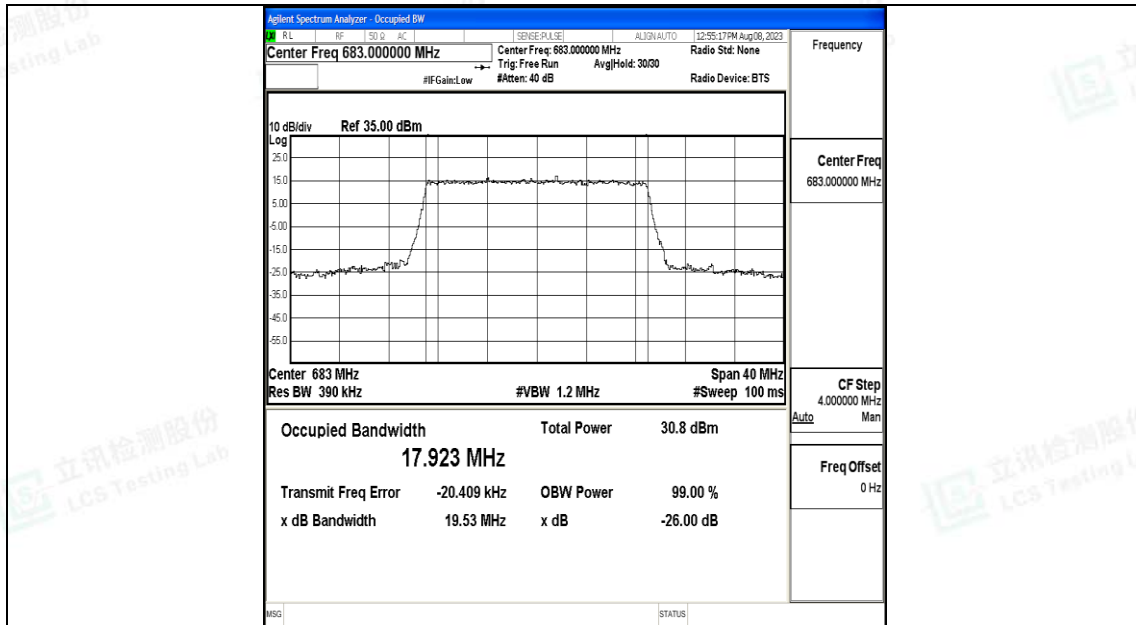 Agilent Spectrum Analyzer - Occupied BW
LXI RL RF 50 Ω AC SENSE:PULSE ALIGN AUTO 12:55:17 PM Aug 08, 2023
Center Freq 683.000000 MHz
Center Freq: 683.000000 MHz
Radio Std: None
Trig: Free Run Avg|Hold: 30/30
#IFGain:Low
#Atten: 40 dB
Radio Device: BTS
10 dB/div Ref 35.00 dBm
Log
25.0
15.0
5.00
-5.00
-15.0
-25.0
-35.0
-45.0
-55.0
Center 683 MHz Span 40 MHz
Res BW 390 kHz #VBW 1.2 MHz #Sweep 100 ms
Occupied Bandwidth Total Power 30.8 dBm
17.923 MHz
Transmit Freq Error -20.409 kHz OBW Power 99.00 %
x dB Bandwidth 19.53 MHz x dB -26.00 dB
MSG STATUS
Frequency
Center Freq
683.000000 MHz
CF Step
4.000000 MHz
Auto Man
Freq Offset
0 Hz
立讯检测股份
LCS Testing Lab
立讯检测股份